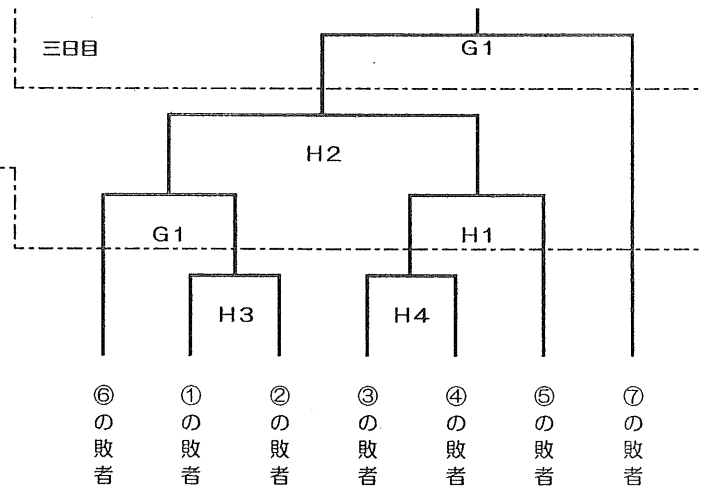 三日目
G1
H2
G1
H1
H3
H4
⑥の敗者
①の敗者
②の敗者
③の敗者
④の敗者
⑤の敗者
⑦の敗者